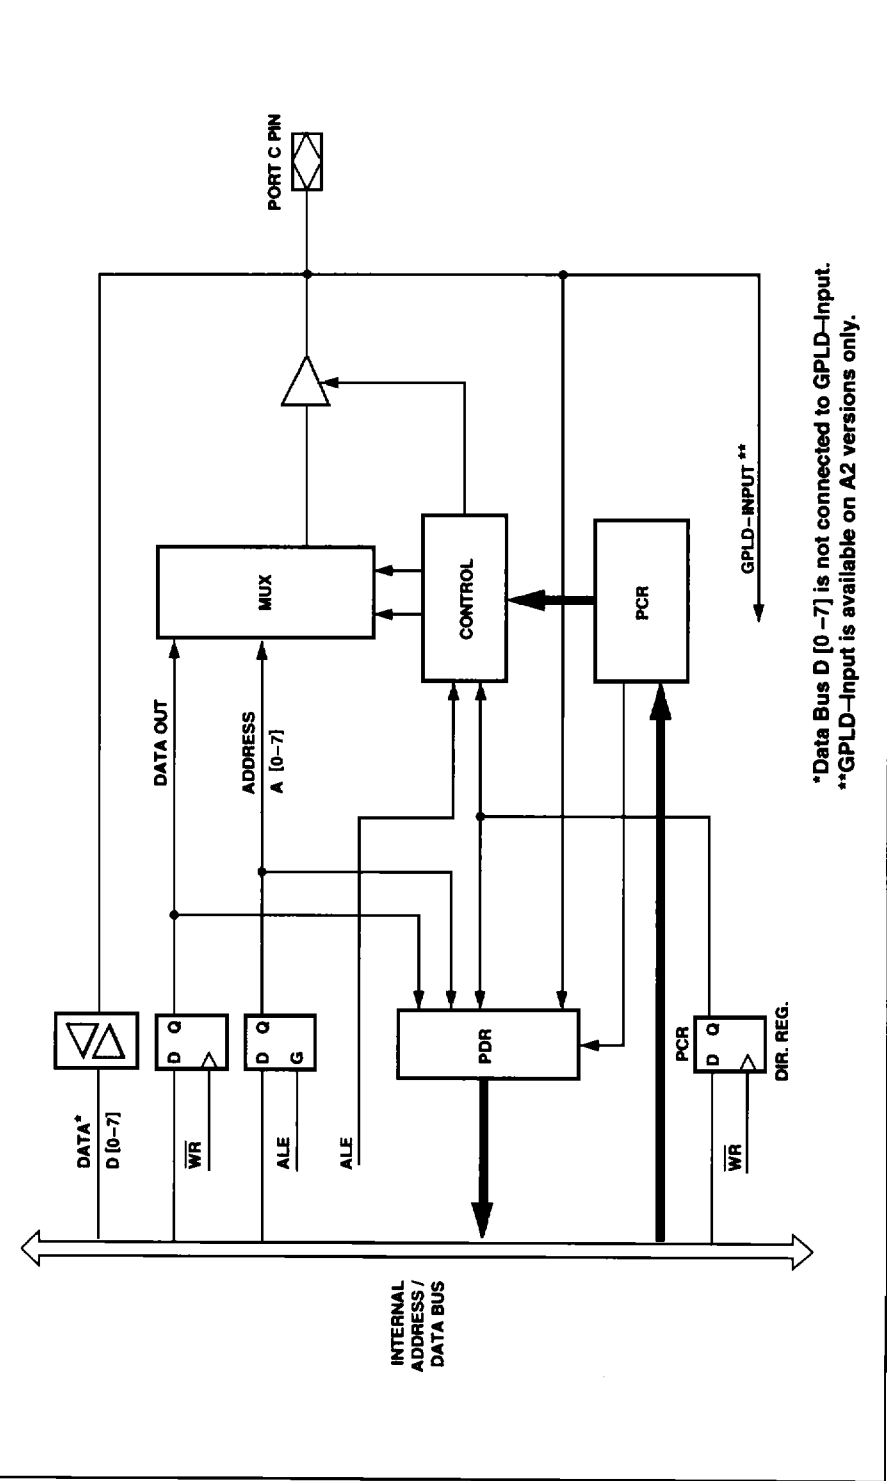 PORT C PIN
GPLD–INPUT **
MUX
CONTROL
PCR
DATA OUT
ADDRESS
A [0–7]
D Q
D Q
G
PDR
PCR
D Q
DIR. REG.
DATA*
D [0–7]
WR
ALE
ALE
WR
INTERNAL
ADDRESS /
DATA BUS
*Data Bus D [0 –7] is not connected to GPLD–Input.
**GPLD–Input is available on A2 versions only.